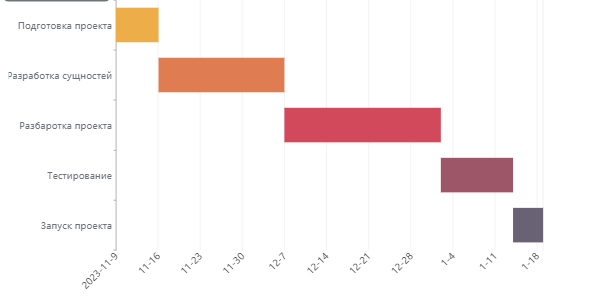 Подготовка проекта
Разработка сущностей
Разбаротка проекта
Тестирование
Запуск проекта
2023-11-9 11-16 11-23 11-30 12-7 12-14 12-21 12-28 1-4 1-11 1-18